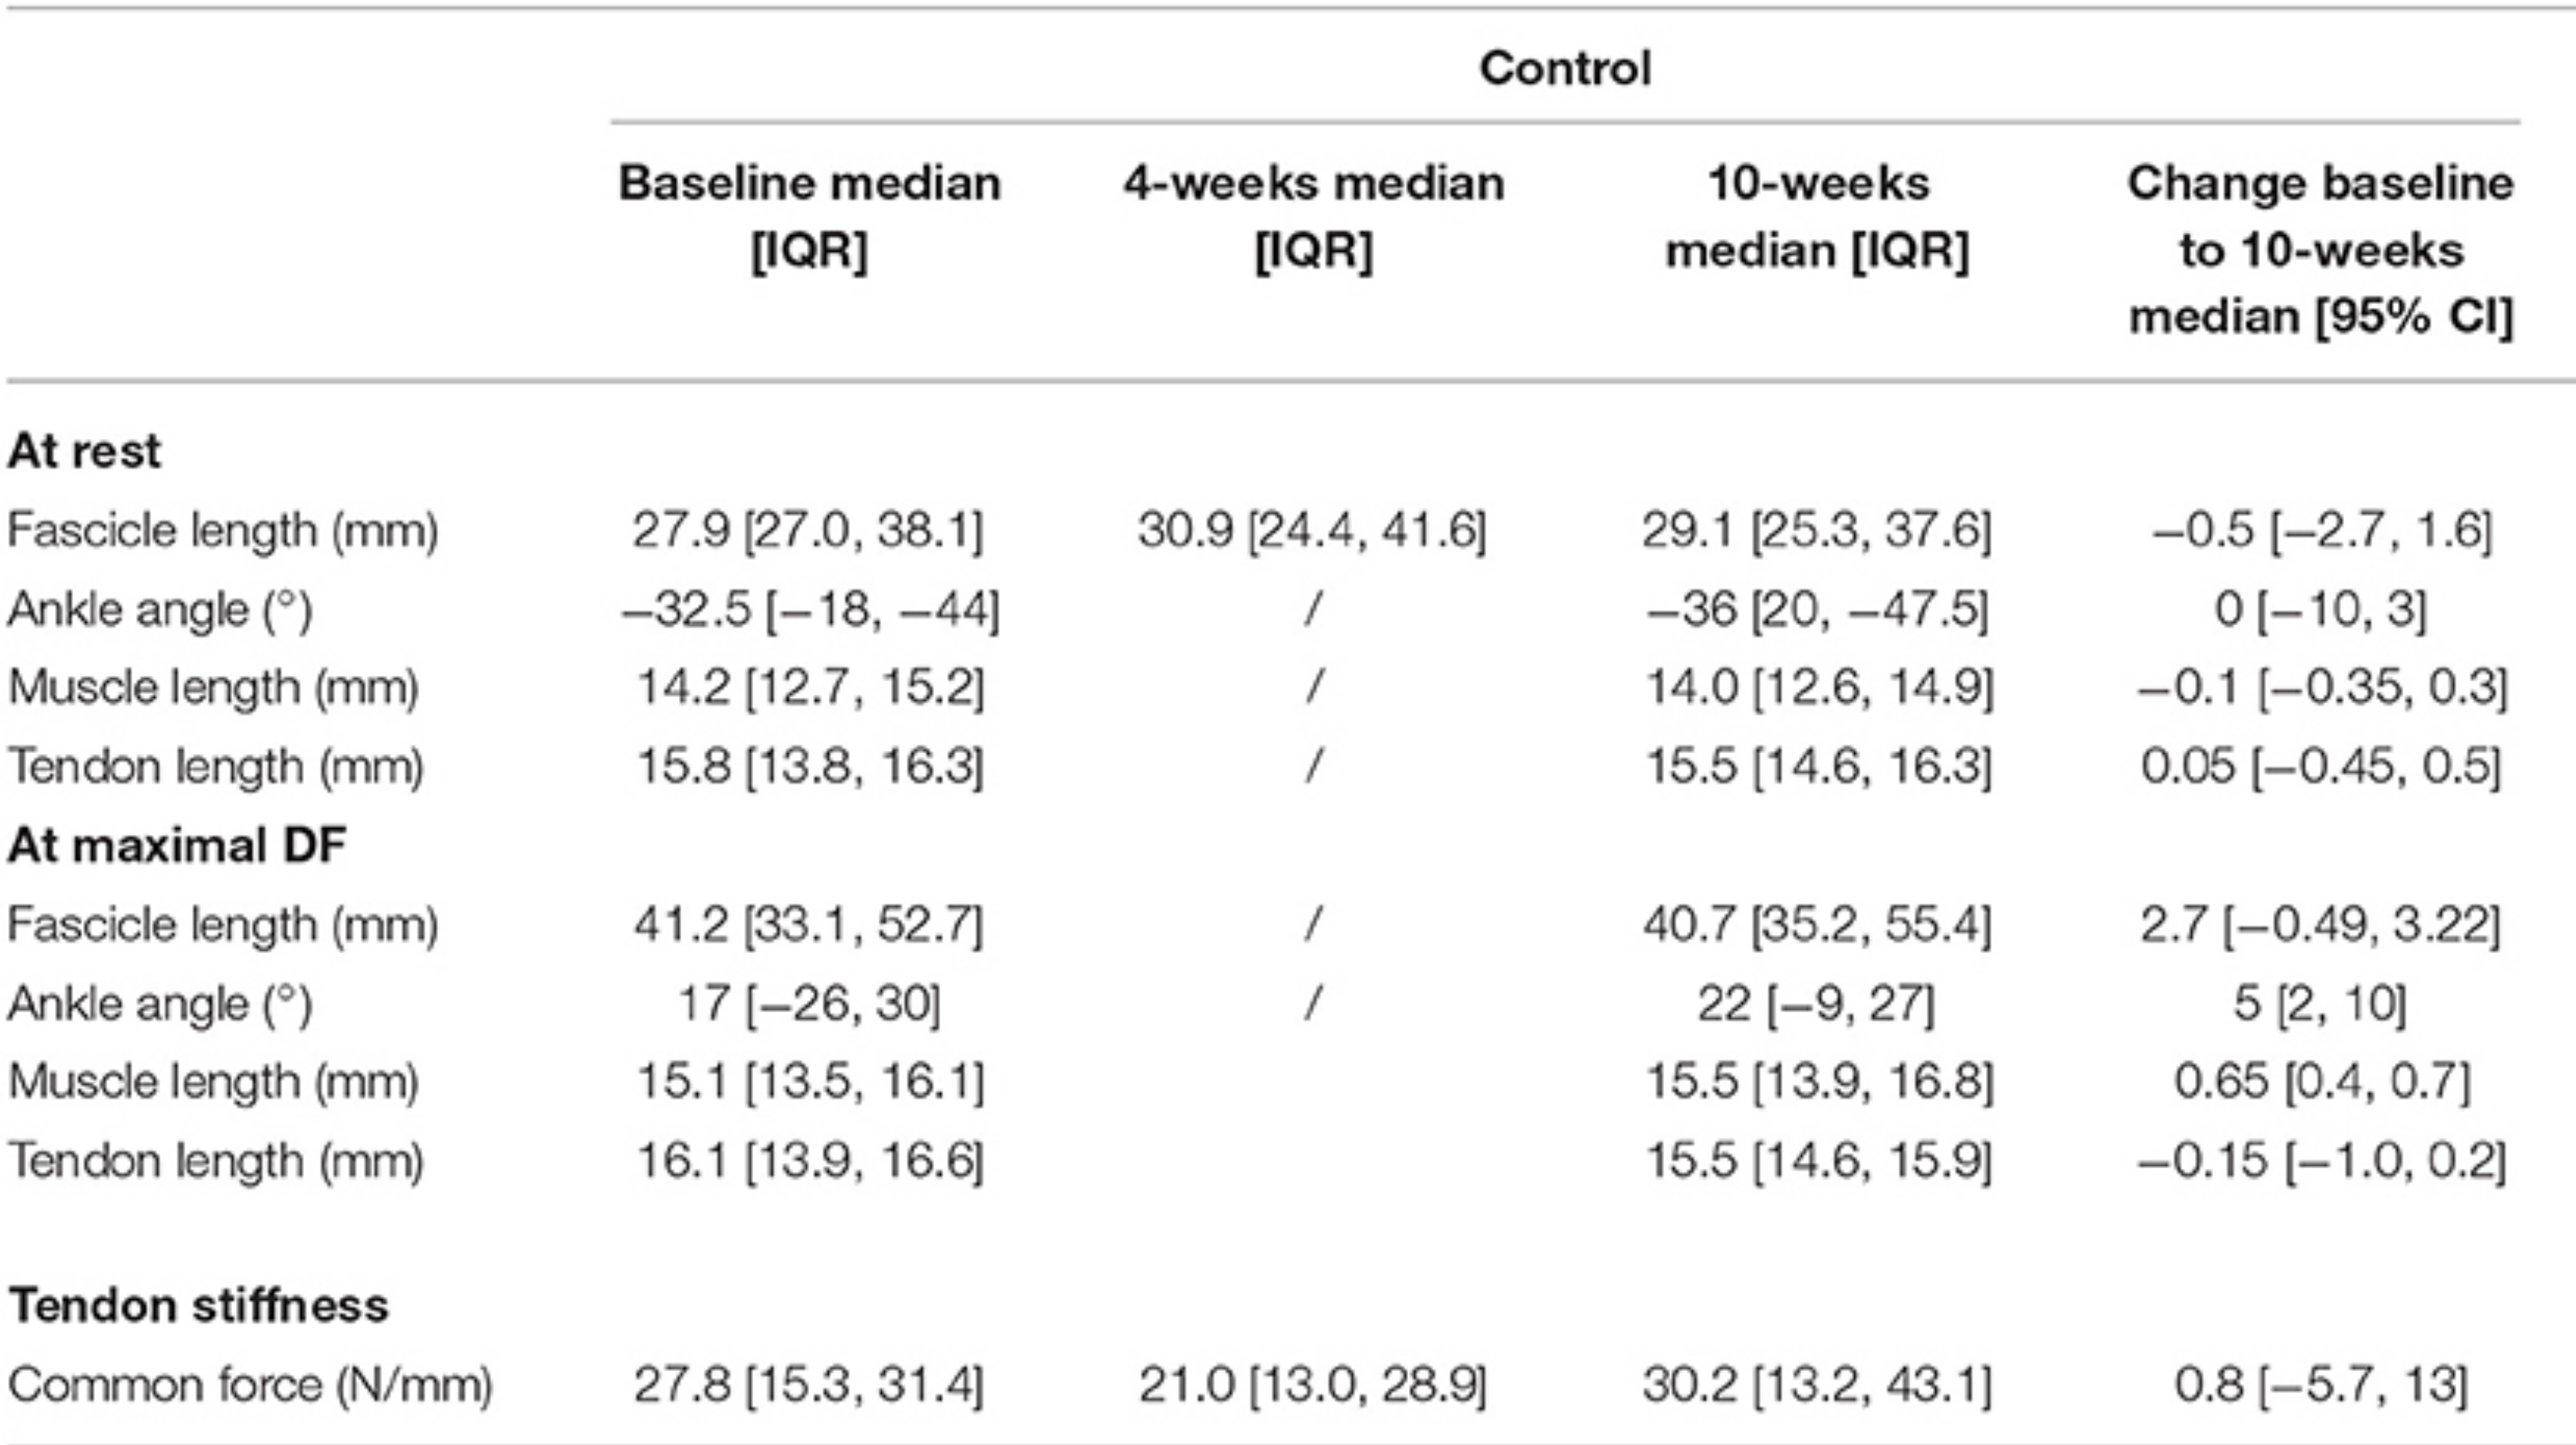 Control
Baseline median [IQR] 4-weeks median [IQR] 10-weeks median [IQR] Change baseline to 10-weeks median [95% CI]
At rest
Fascicle length (mm) 27.9 [27.0, 38.1] 30.9 [24.4, 41.6] 29.1 [25.3, 37.6] −0.5 [−2.7, 1.6]
Ankle angle (°) −32.5 [−18, −44] / −36 [20, −47.5] 0 [−10, 3]
Muscle length (mm) 14.2 [12.7, 15.2] / 14.0 [12.6, 14.9] −0.1 [−0.35, 0.3]
Tendon length (mm) 15.8 [13.8, 16.3] / 15.5 [14.6, 16.3] 0.05 [−0.45, 0.5]
At maximal DF
Fascicle length (mm) 41.2 [33.1, 52.7] / 40.7 [35.2, 55.4] 2.7 [−0.49, 3.22]
Ankle angle (°) 17 [−26, 30] / 22 [−9, 27] 5 [2, 10]
Muscle length (mm) 15.1 [13.5, 16.1] 15.5 [13.9, 16.8] 0.65 [0.4, 0.7]
Tendon length (mm) 16.1 [13.9, 16.6] 15.5 [14.6, 15.9] −0.15 [−1.0, 0.2]
Tendon stiffness
Common force (N/mm) 27.8 [15.3, 31.4] 21.0 [13.0, 28.9] 30.2 [13.2, 43.1] 0.8 [−5.7, 13]